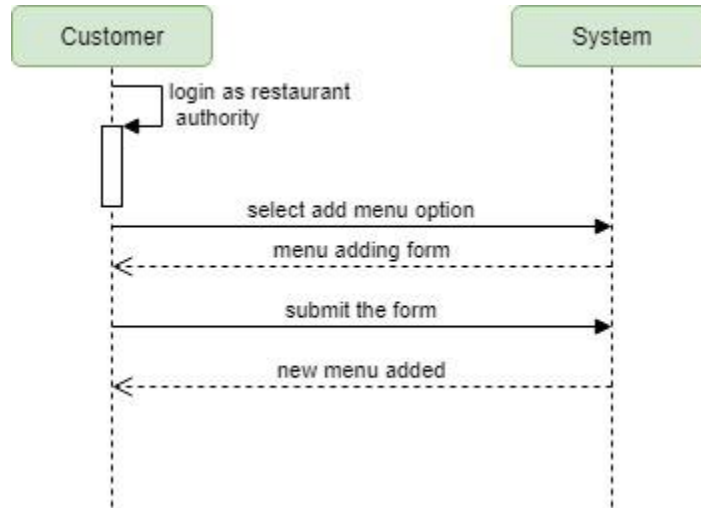 Customer
System
login as restaurant
authority
select add menu option
menu adding form
submit the form
new menu added